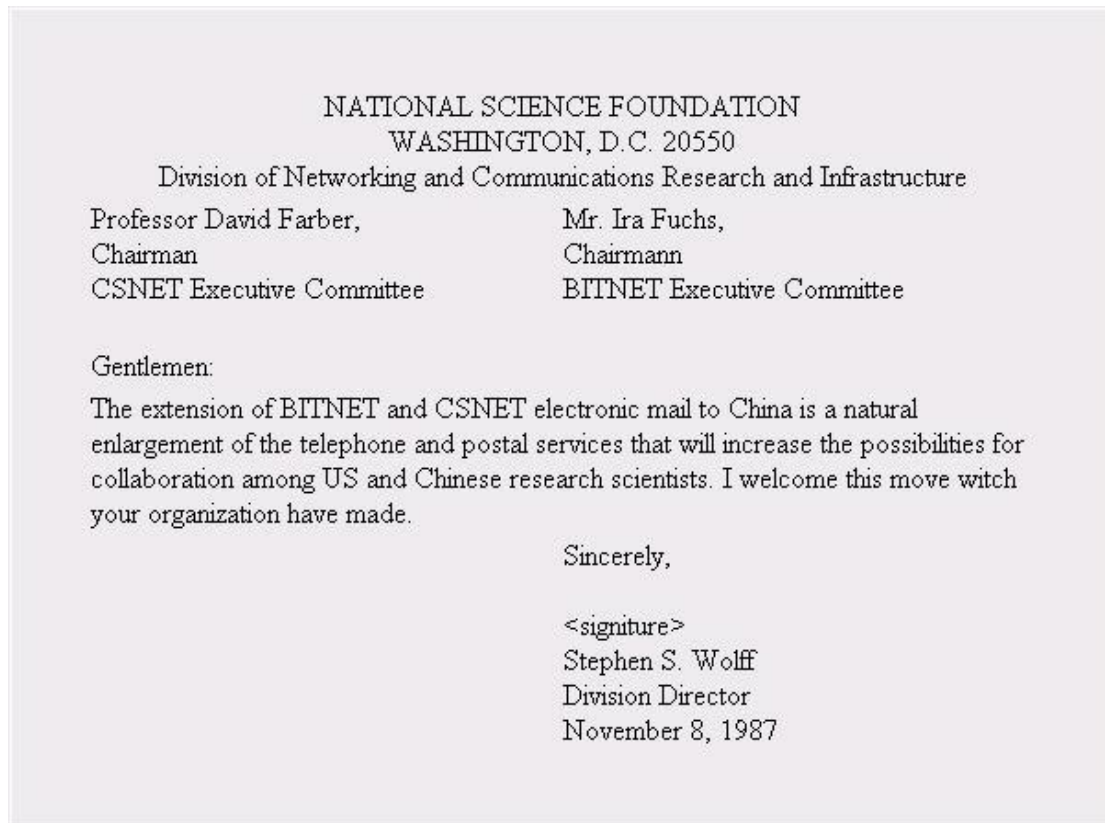 NATIONAL SCIENCE FOUNDATION
WASHINGTON, D.C. 20550
Division of Networking and Communications Research and Infrastructure
Professor David Farber,
Chairman
CSNET Executive Committee
Mr. Ira Fuchs,
Chairmann
BITNET Executive Committee
Gentlemen:
The extension of BITNET and CSNET electronic mail to China is a natural
enlargement of the telephone and postal services that will increase the possibilities for
collaboration among US and Chinese research scientists. I welcome this move witch
your organization have made.
Sincerely,
<signiture>
Stephen S. Wolff
Division Director
November 8, 1987